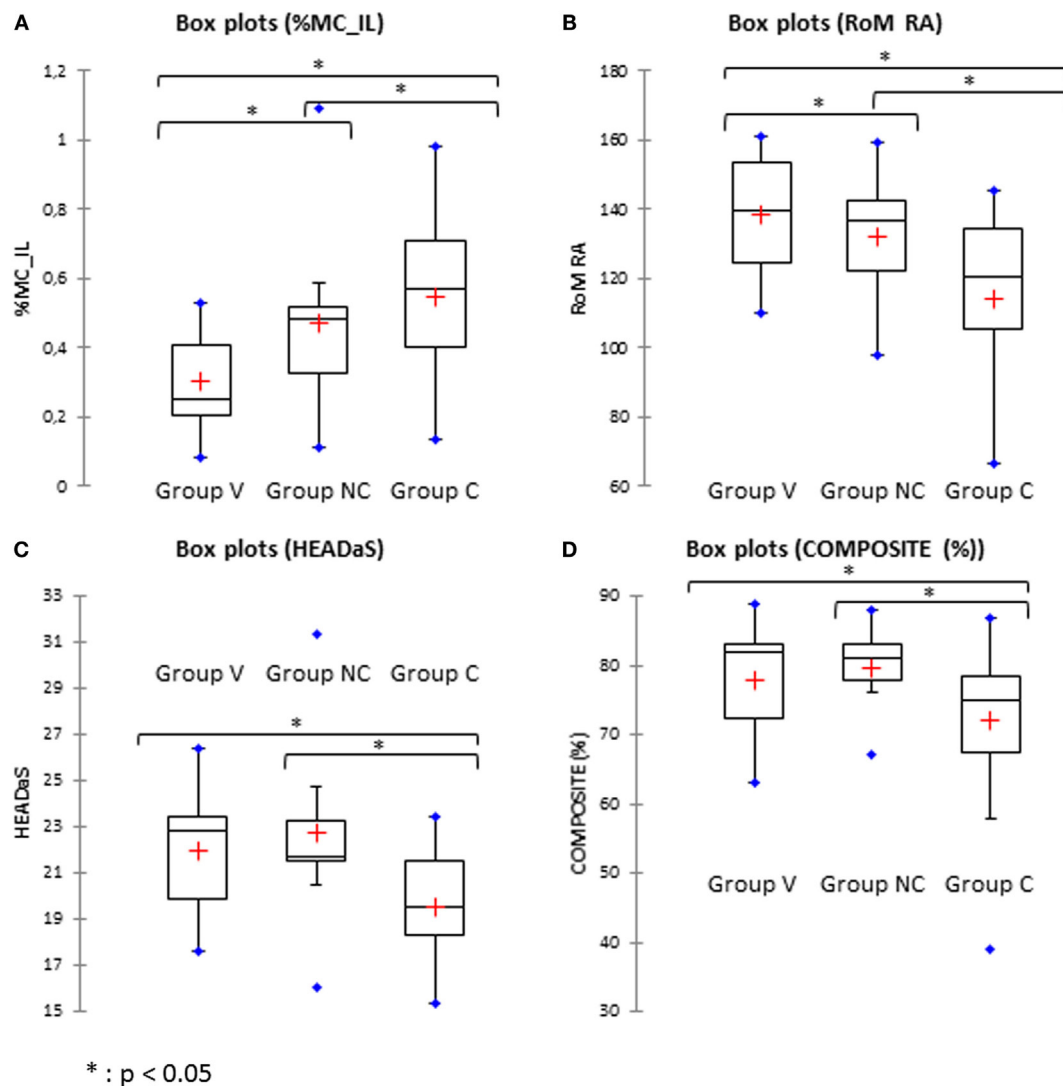 A
Box plots (%MC_IL)
1,2
1
0,8
0,6
0,4
0,2
0
%MC_IL
*
*
*
Group V
Group NC
Group C
B
Box plots (RoM RA)
180
160
140
120
100
80
60
RoM RA
*
*
*
Group V
Group NC
Group C
C
Box plots (HEADaS)
33
31
29
27
25
23
21
19
17
15
HEADaS
Group V
Group NC
Group C
*
*
D
Box plots (COMPOSITE (%))
90
80
70
60
50
40
30
COMPOSITE (%)
*
*
Group V
Group NC
Group C
* : p < 0.05